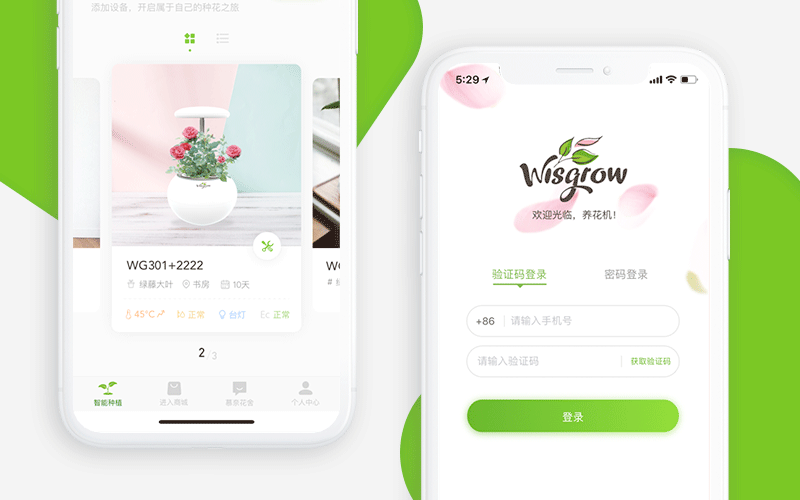 添加设备，开启属于自己的种花之旅
wisgrow
WG301+2222
绿藤大叶
书房
10天
45°C
正常
台灯
Ec 正常
WG
#
2
3
智能种植
进入商城
个人中心
5:29
Wisgrow
欢迎光临，养花机！
验证码登录
密码登录
+86
请输入手机号
请输入验证码
获取验证码
登录